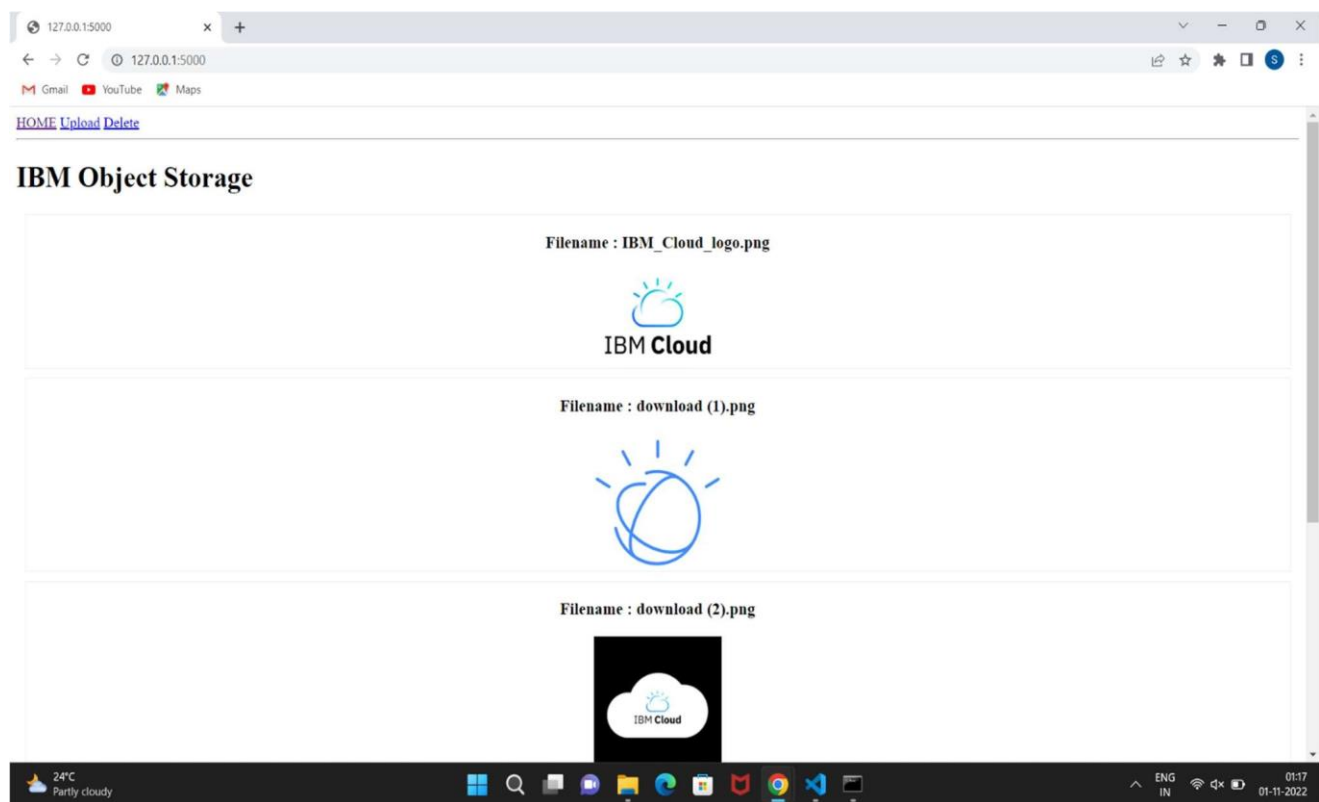 127.0.0.1:5000
127.0.0.1:5000
S
Gmail YouTube Maps
HOME Upload Delete
IBM Object Storage
Filename : IBM_Cloud_logo.png
IBM Cloud
Filename : download (1).png
Filename : download (2).png
IBM Cloud
24°C
Partly cloudy
ENG
IN
01:17
01-11-2022